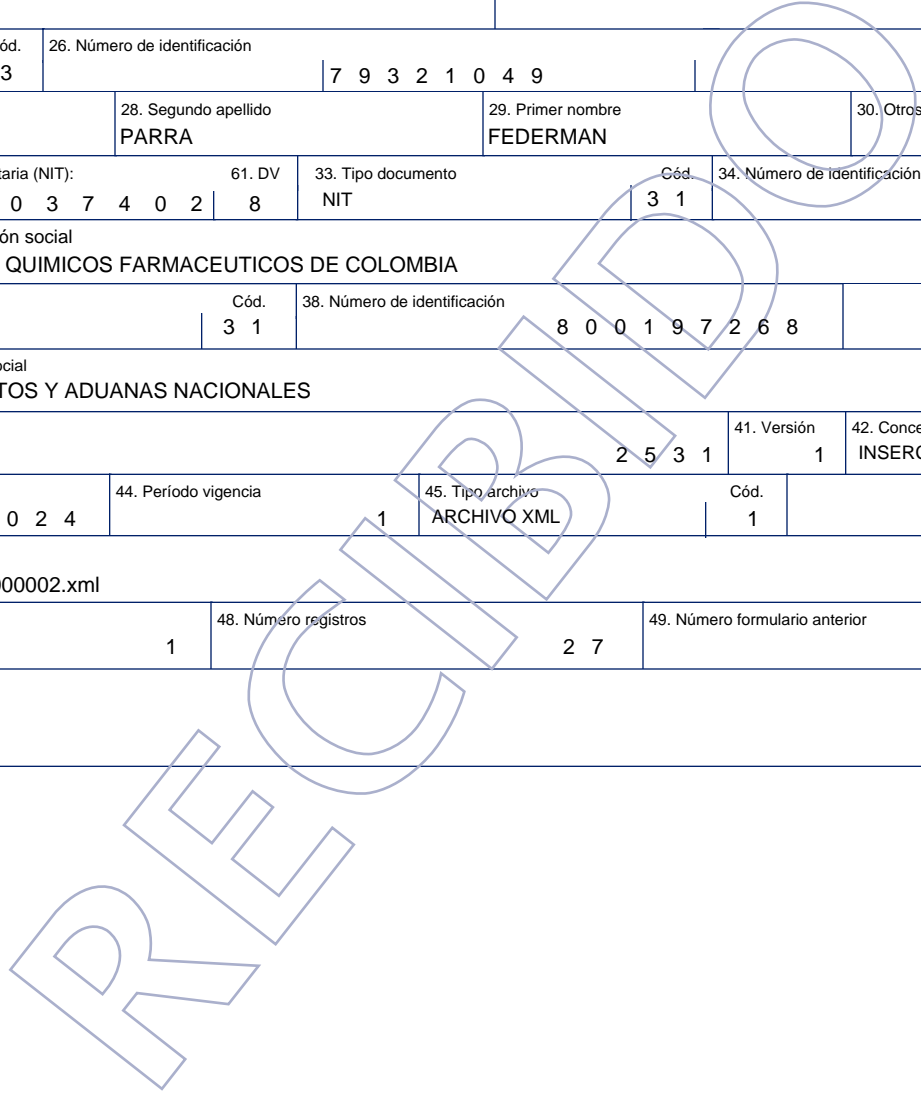 ód. 26. Número de identificación
3 7 9 3 2 1 0 4 9
28. Segundo apellido 29. Primer nombre 30. Otros
PARRA FEDERMAN
taria (NIT): 61. DV 33. Tipo documento Cód. 34. Número de identificación
0 3 7 4 0 2 8 NIT 3 1
ón social
QUIMICOS FARMACEUTICOS DE COLOMBIA
Cód. 38. Número de identificación
3 1 8 0 0 1 9 7 2 6 8
ocial
TOS Y ADUANAS NACIONALES
41. Versión 42. Conce
2 5 3 1 1 INSERC
44. Período vigencia 45. Tipo archivo Cód.
0 2 4 1 ARCHIVO XML 1
000002.xml
48. Número registros 49. Número formulario anterior
1 2 7
RECIBIDO